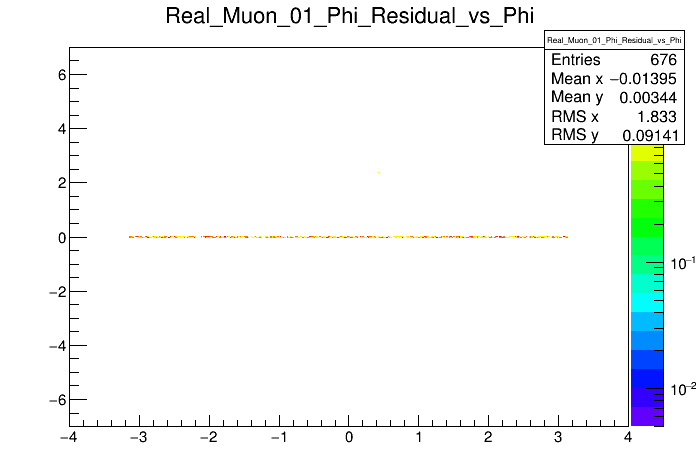 Real_Muon_01_Phi_Residual_vs_Phi
Real_Muon_01_Phi_Residual_vs_Phi
Entries 676
Mean x −0.01395
Mean y 0.00344
RMS x 1.833
RMS y 0.09141
6
4
2
0
−2
−4
−6
−4 −3 −2 −1 0 1 2 3 4
10⁻¹
10⁻²